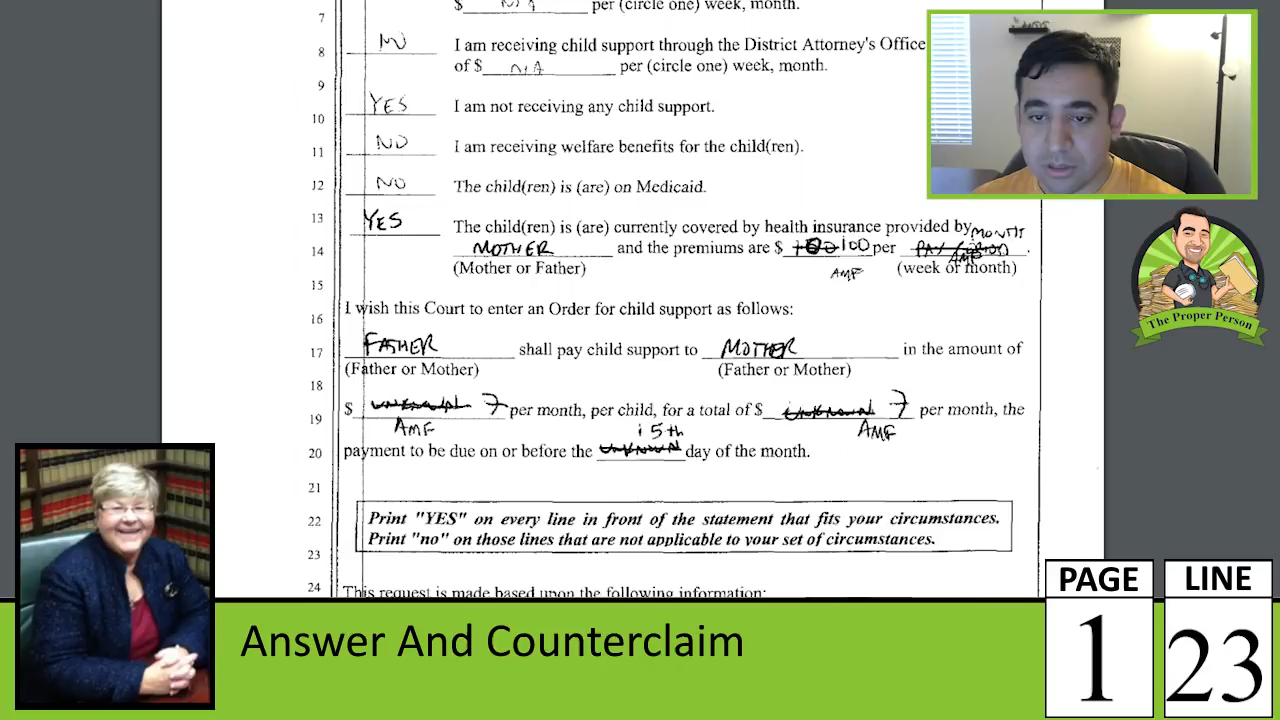 7 $ N/A per (circle one) week, month.
8 NO I am receiving child support through the District Attorney's Office
of $ N/A per (circle one) week, month.
9
10 YES I am not receiving any child support.
11 NO I am receiving welfare benefits for the child(ren).
12 NO The child(ren) is (are) on Medicaid.
13 YES The child(ren) is (are) currently covered by health insurance provided by
MONTH
14 MOTHER and the premiums are $ 100 per PAY PERIOD .
(Mother or Father) AMF AMF (week or month)
15
I wish this Court to enter an Order for child support as follows:
16
17 FATHER shall pay child support to MOTHER in the amount of
(Father or Mother) (Father or Mother)
18
$ UNKNOWN 7 per month, per child, for a total of $ UNKNOWN 7 per month, the
19 AMF 15th AMF
20 payment to be due on or before the UNKNWN day of the month.
21
22 Print "YES" on every line in front of the statement that fits your circumstances.
23 Print "no" on those lines that are not applicable to your set of circumstances.
24 This request is made based upon the following information:
The Proper Person
Answer And Counterclaim
PAGE
1
LINE
23